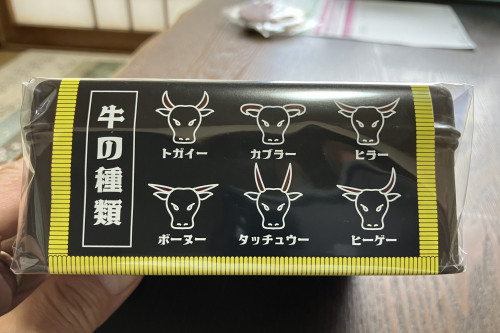 牛の種類
トガイー
カブラー
ヒラー
ボーヌー
タッチュウー
ヒーゲー